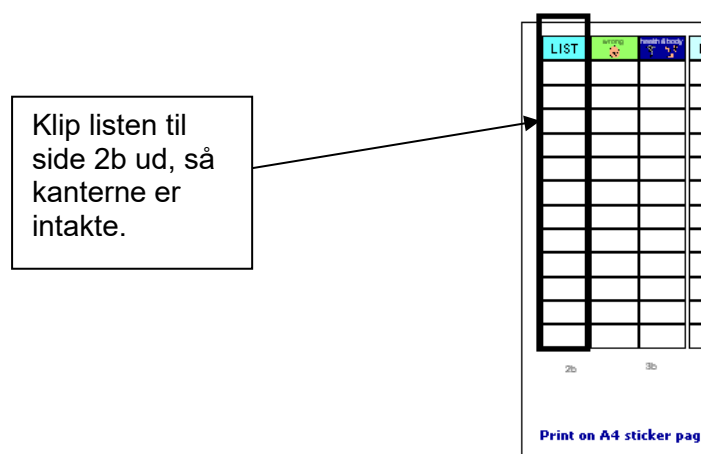 Klip listen til
side 2b ud, så
kanterne er
intakte.
LIST
wrong
health & body
2b
3b
Print on A4 sticker pag